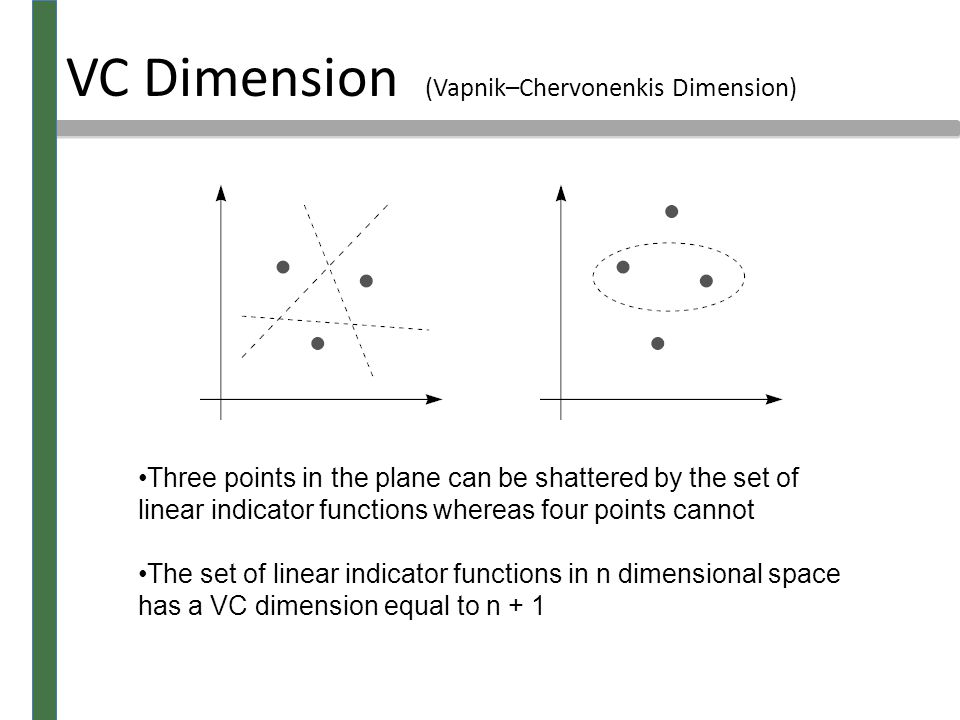 VC Dimension (Vapnik–Chervonenkis Dimension)
•Three points in the plane can be shattered by the set of
linear indicator functions whereas four points cannot
•The set of linear indicator functions in n dimensional space
has a VC dimension equal to n + 1